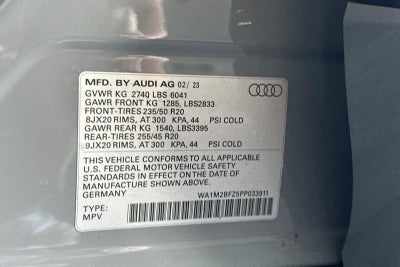 MFD. BY AUDI AG 02/23
GVWR KG 2740 LBS 6041
GAWR FRONT KG 1285, LBS2833
FRONT-TIRES 235/50 R20
8JX20 RIMS, AT 300 KPA, 44 PSI COLD
GAWR REAR KG 1540, LBS3395
REAR-TIRES 255/45 R20
9JX20 RIMS, AT 300 KPA, 44 PSI COLD
THIS VEHICLE CONFORMS TO ALL APPLICABLE
U.S. FEDERAL MOTOR VEHICLE SAFETY
STANDARDS IN EFFECT ON THE DATE OF
MANUFACTURE SHOWN ABOVE.
GERMANY WA1M2BFZ5PP033911
TYPE:
MPV